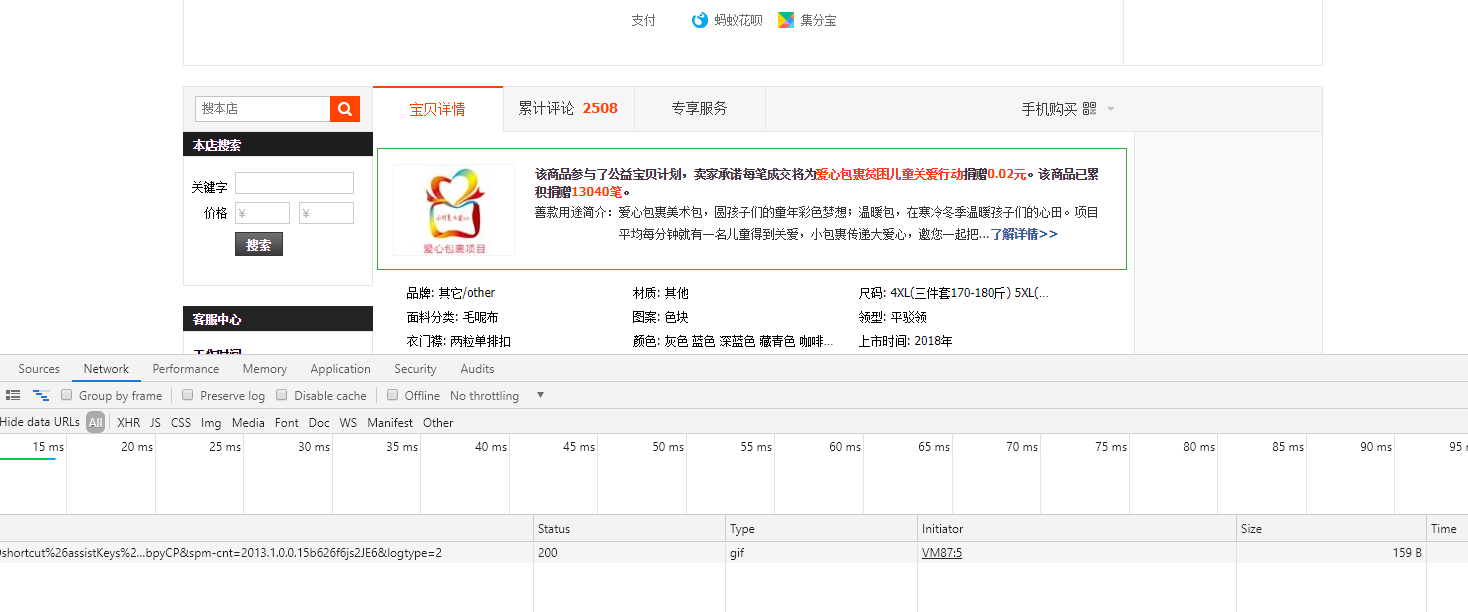 支付 蚂蚁花呗 集分宝
搜本店 宝贝详情 累计评论 2508 专享服务 手机购买
本店搜索
关键字
价格 ¥ ¥
搜索
该商品参与了公益宝贝计划，卖家承诺每笔成交将为爱心包裹贫困儿童关爱行动捐赠0.02元。该商品已累
积捐赠13040笔。
善款用途简介：爱心包裹美术包，圆孩子们的童年彩色梦想；温暖包，在寒冷冬季温暖孩子们的心田。项目
平均每分钟就有一名儿童得到关爱，小包裹传递大爱心，邀您一起把... 了解详情>>
爱心包裹项目
品牌: 其它/other 材质: 其他 尺码: 4XL(三件套170-180斤) 5XL(...
客服中心 面料分类: 毛呢布 图案: 色块 领型: 平驳领
衣门襟: 两粒单排扣 颜色: 灰色 蓝色 深蓝色 藏青色 咖啡... 上市时间: 2018年
工作时间
Sources Network Performance Memory Application Security Audits
Group by frame Preserve log Disable cache Offline No throttling
Hide data URLs All XHR JS CSS Img Media Font Doc WS Manifest Other
15 ms 20 ms 25 ms 30 ms 35 ms 40 ms 45 ms 50 ms 55 ms 60 ms 65 ms 70 ms 75 ms 80 ms 85 ms 90 ms 95
Status Type Initiator Size Time
shortcut%26assistKeys%2...bpyCP&spm-cnt=2013.1.0.0.15b626f6js2JE6&logtype=2 200 gif VM87:5 159 B